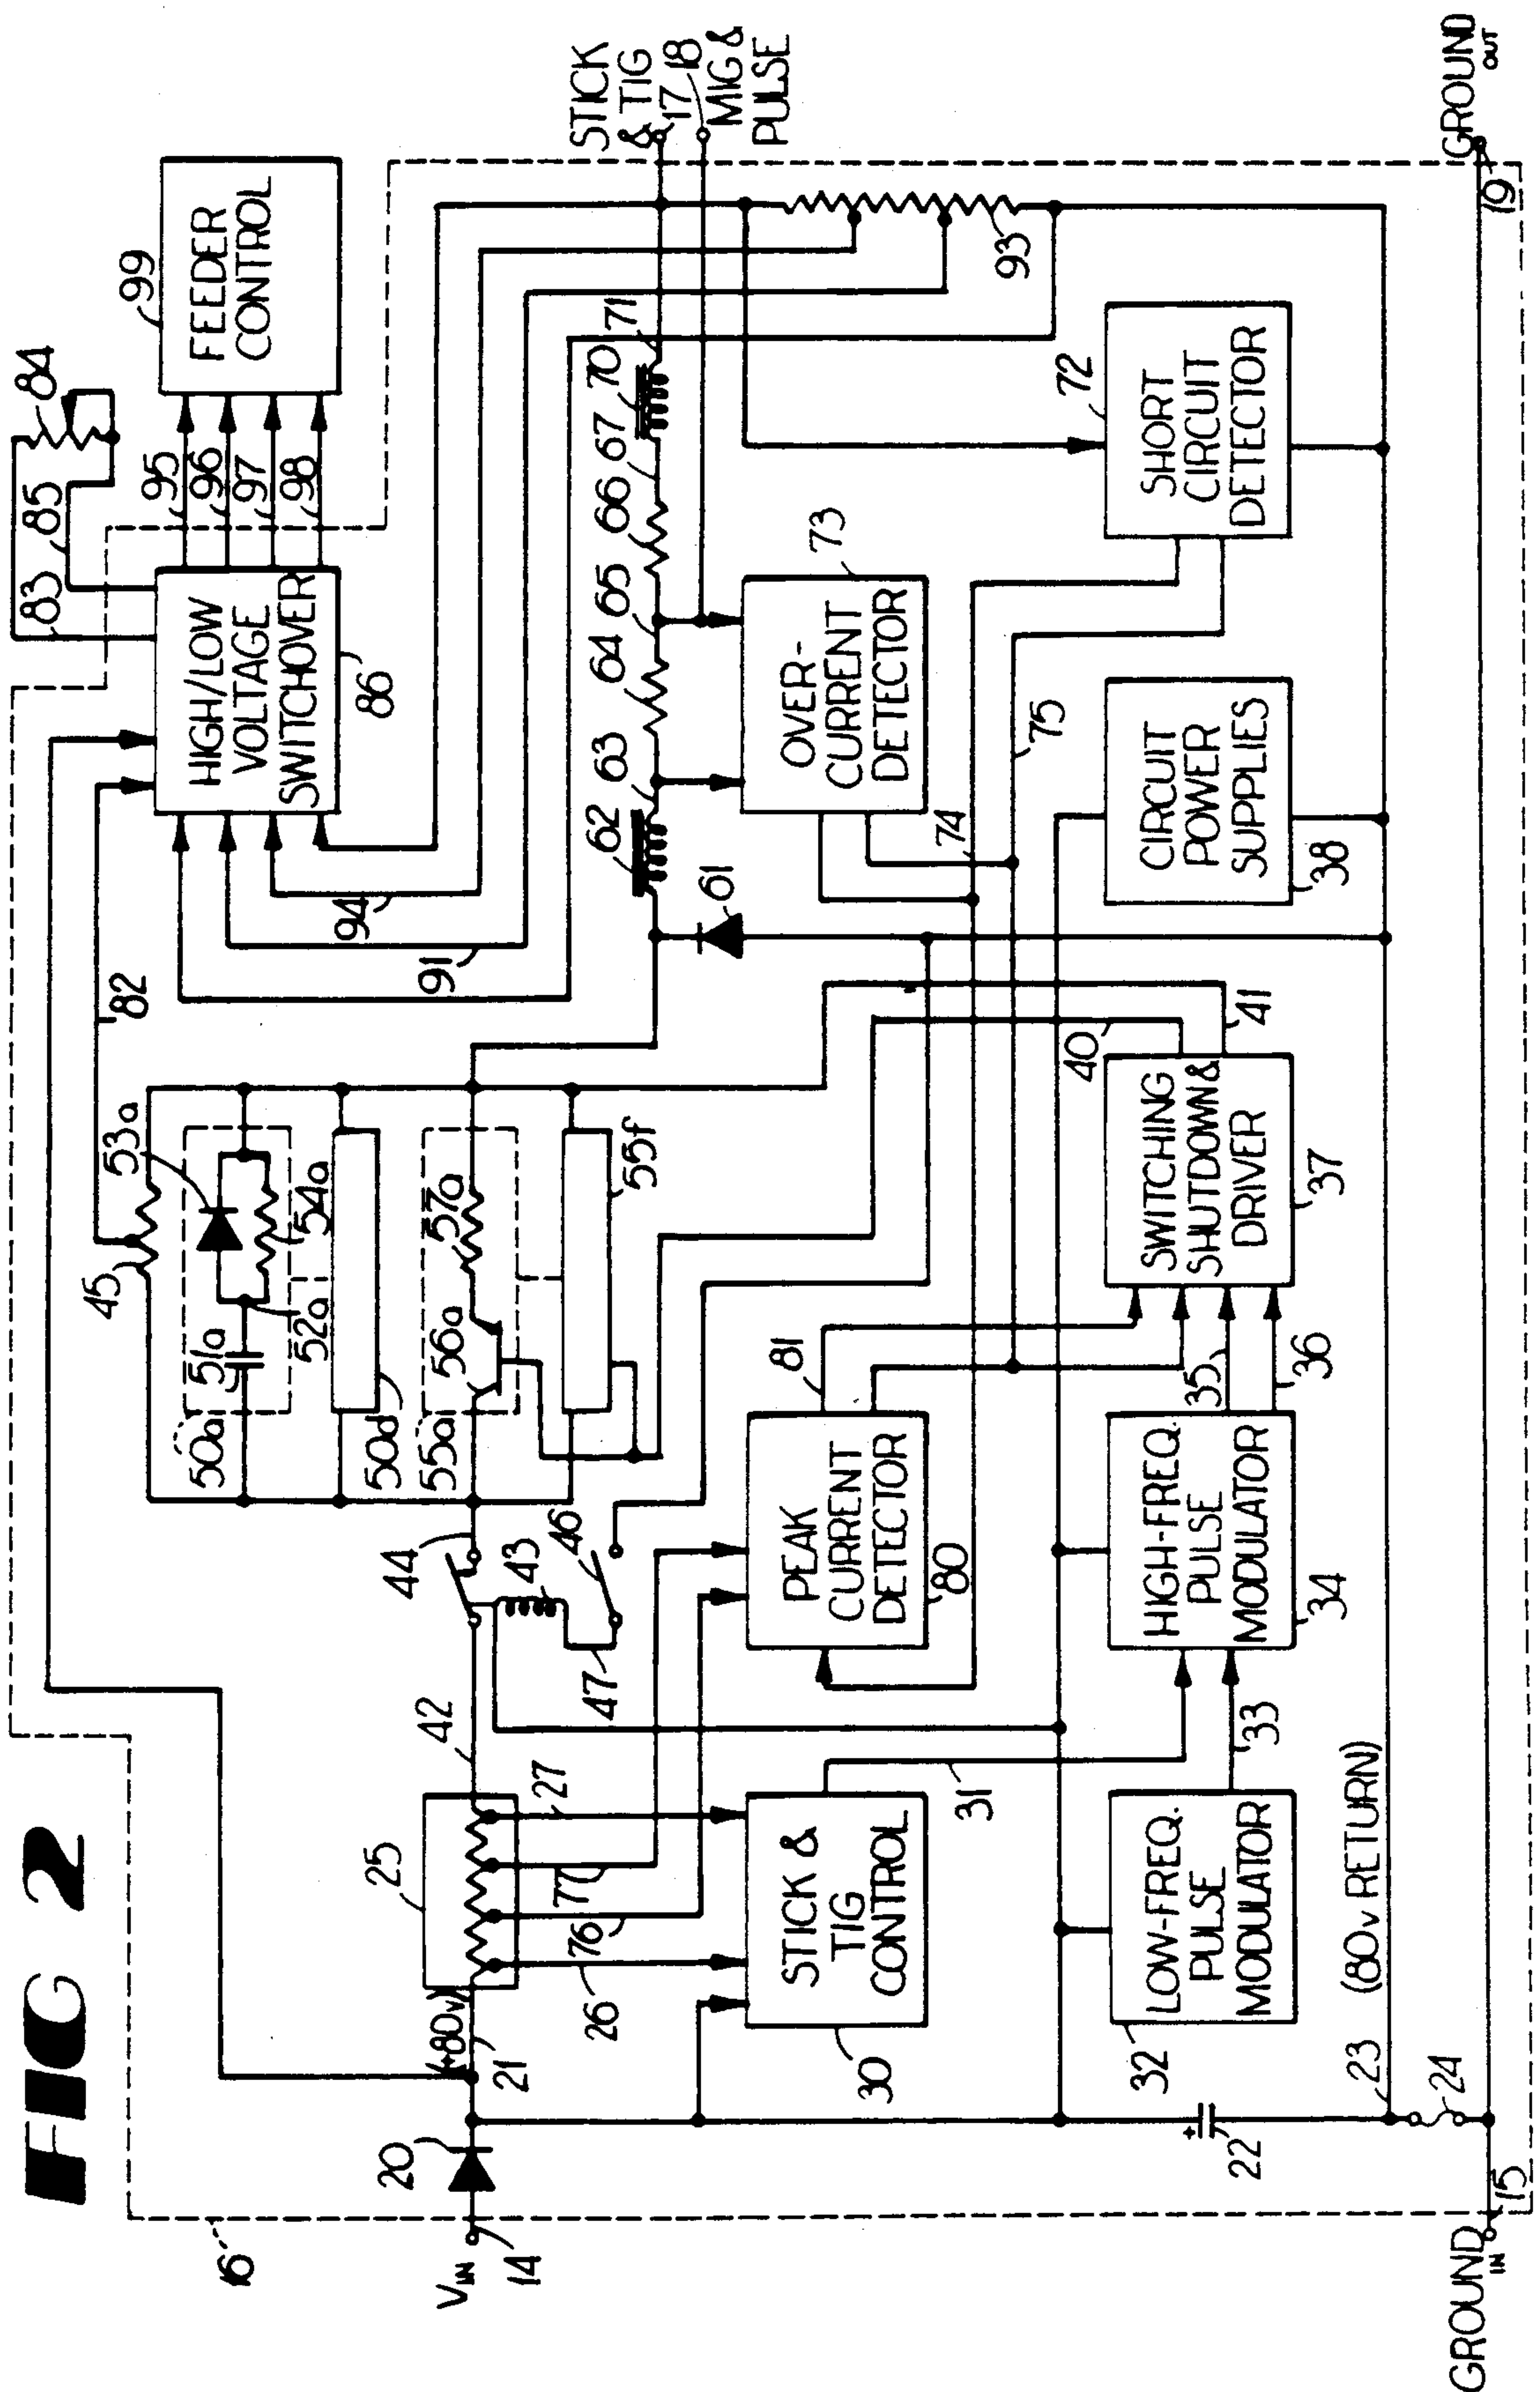 FIG 2
16
VIN
14
20
21
(+80V)
25
26
76
77
27
42
44
43
46
47
45
82
50a
51a
52a
53a
54a
50d
55a
56a
57a
55f
91
94
62
63
64
65
66
67
70
71
61
83
85
84
HIGH/LOW
VOLTAGE
SWITCHOVER
86
95
96
97
98
99
FEEDER
CONTROL
STICK
& TIG
17
18
MIG &
PULSE
93
STICK &
TIG
CONTROL
30
31
PEAK
CURRENT
DETECTOR
80
81
OVER-
CURRENT
DETECTOR
73
74
75
72
SHORT
CIRCUIT
DETECTOR
LOW-FREQ.
PULSE
MODULATOR
32
33
HIGH-FREQ.
PULSE
MODULATOR
34
35
36
SWITCHING
SHUTDOWN &
DRIVER
37
40
41
CIRCUIT
POWER
SUPPLIES
38
22
23
(80V RETURN)
24
15
GROUND IN
19
GROUND OUT